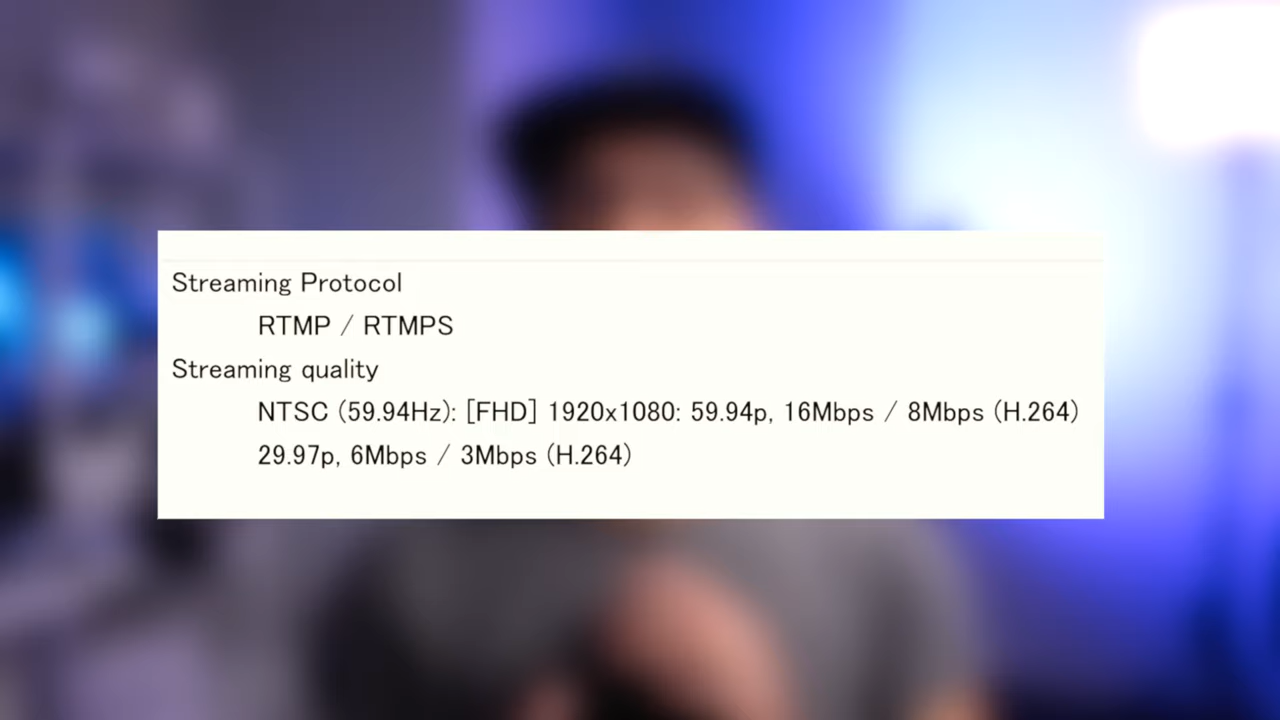 Streaming Protocol
RTMP / RTMPS
Streaming quality
NTSC (59.94Hz): [FHD] 1920x1080: 59.94p, 16Mbps / 8Mbps (H.264)
29.97p, 6Mbps / 3Mbps (H.264)